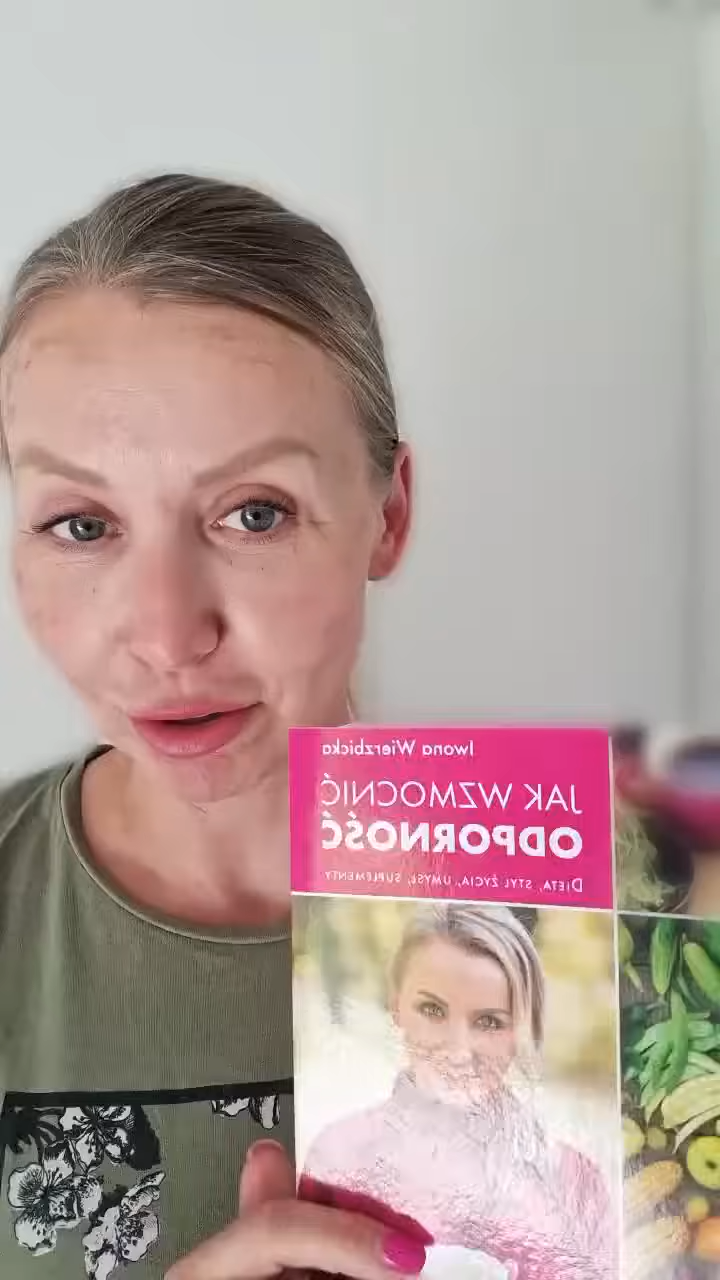 Iwona Wierzbicka
JAK WZMOCNIĆ
ODPORNOŚĆ
DIETA, STYL ŻYCIA, UMYSŁ, SUPLEMENTY